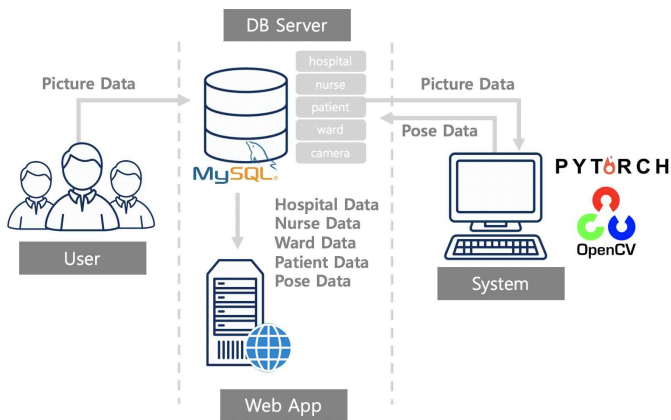 DB Server
hospital
nurse
patient
ward
camera
Picture Data
Picture Data
Pose Data
MySQL®
PYTORCH
OpenCV
Hospital Data
Nurse Data
Ward Data
Patient Data
Pose Data
User
System
Web App